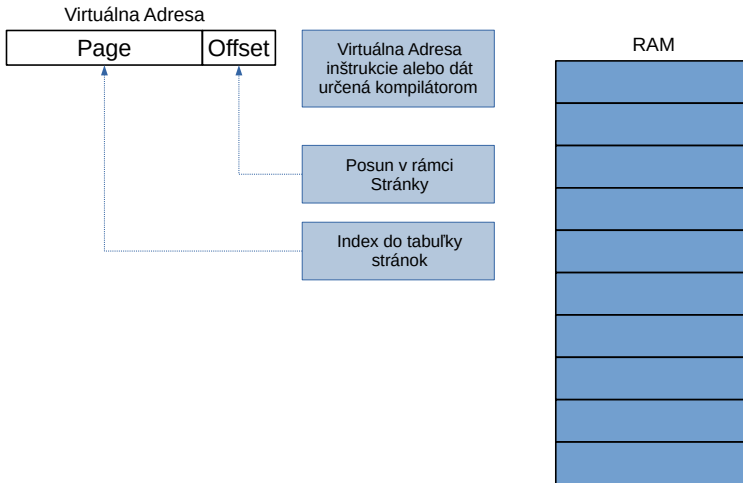 Virtuálna Adresa
Page
Offset
Virtuálna Adresa
inštrukcie alebo dát
určená kompilátorom
RAM
Posun v rámci
Stránky
Index do tabuľky
stránok